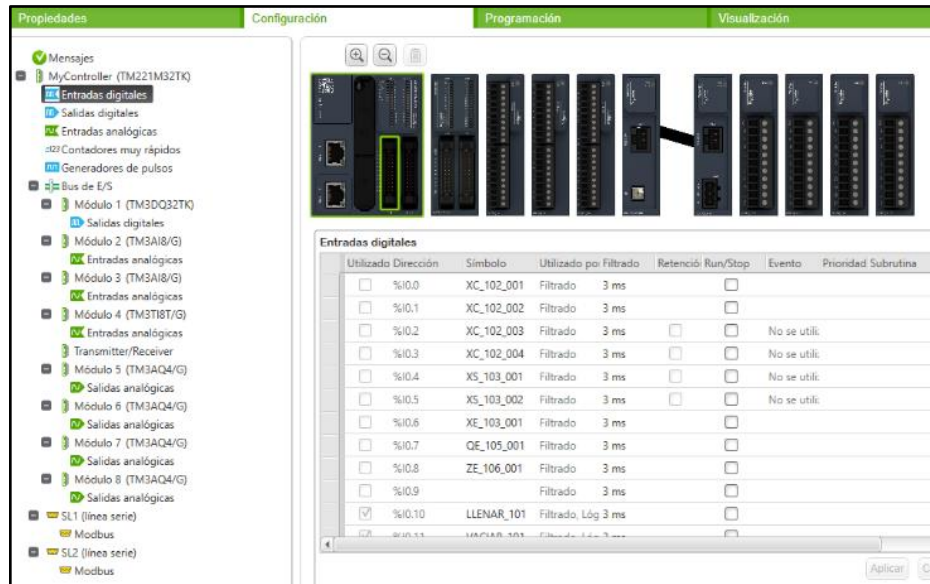 Propiedades
Configuración
Programación
Visualización
Mensajes
MyController (TM221M32TK)
Entradas digitales
Salidas digitales
Entradas analógicas
Contadores muy rápidos
Generadores de pulsos
Bus de E/S
Módulo 1 (TM3DQ32TK)
Salidas digitales
Módulo 2 (TM3AI8/G)
Entradas analógicas
Módulo 3 (TM3AI8/G)
Entradas analógicas
Módulo 4 (TM3TI8T/G)
Entradas analógicas
Transmitter/Receiver
Módulo 5 (TM3AQ4/G)
Salidas analógicas
Módulo 6 (TM3AQ4/G)
Salidas analógicas
Módulo 7 (TM3AQ4/G)
Salidas analógicas
Módulo 8 (TM3AQ4/G)
Salidas analógicas
SL1 (línea serie)
Modbus
SL2 (línea serie)
Modbus
Entradas digitales
Utilizado Dirección Símbolo Utilizado por Filtrado Retenció Run/Stop Evento Prioridad Subrutina
%I0.0 XC_102_001 Filtrado 3 ms
%I0.1 XC_102_002 Filtrado 3 ms
%I0.2 XC_102_003 Filtrado 3 ms No se utili:
%I0.3 XC_102_004 Filtrado 3 ms No se utili:
%I0.4 XS_103_001 Filtrado 3 ms No se utili:
%I0.5 XS_103_002 Filtrado 3 ms No se utili:
%I0.6 XE_103_001 Filtrado 3 ms
%I0.7 QE_105_001 Filtrado 3 ms
%I0.8 ZE_106_001 Filtrado 3 ms
%I0.9 Filtrado 3 ms
%I0.10 LLENAR_101 Filtrado, Lóg 3 ms
Aplicar